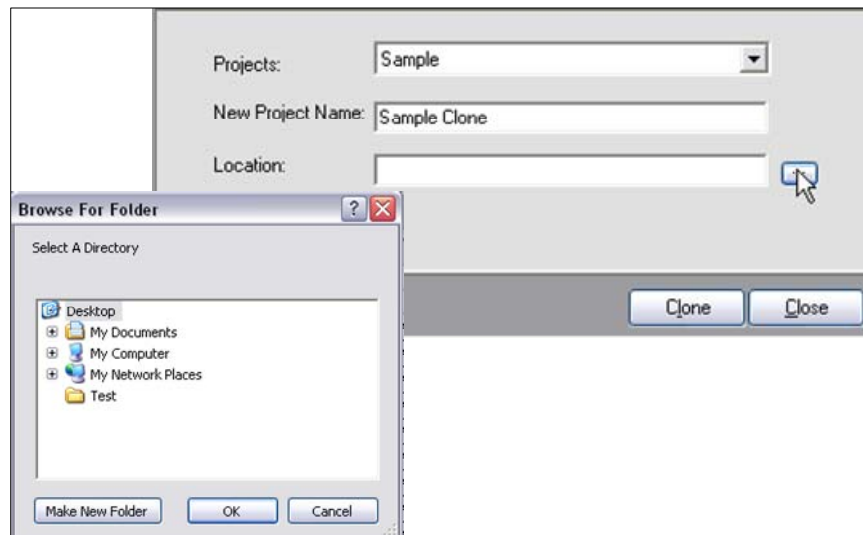 Projects:
Sample
New Project Name:
Sample Clone
Location:
Clone
Close
Browse For Folder
Select A Directory
Desktop
My Documents
My Computer
My Network Places
Test
Make New Folder
OK
Cancel